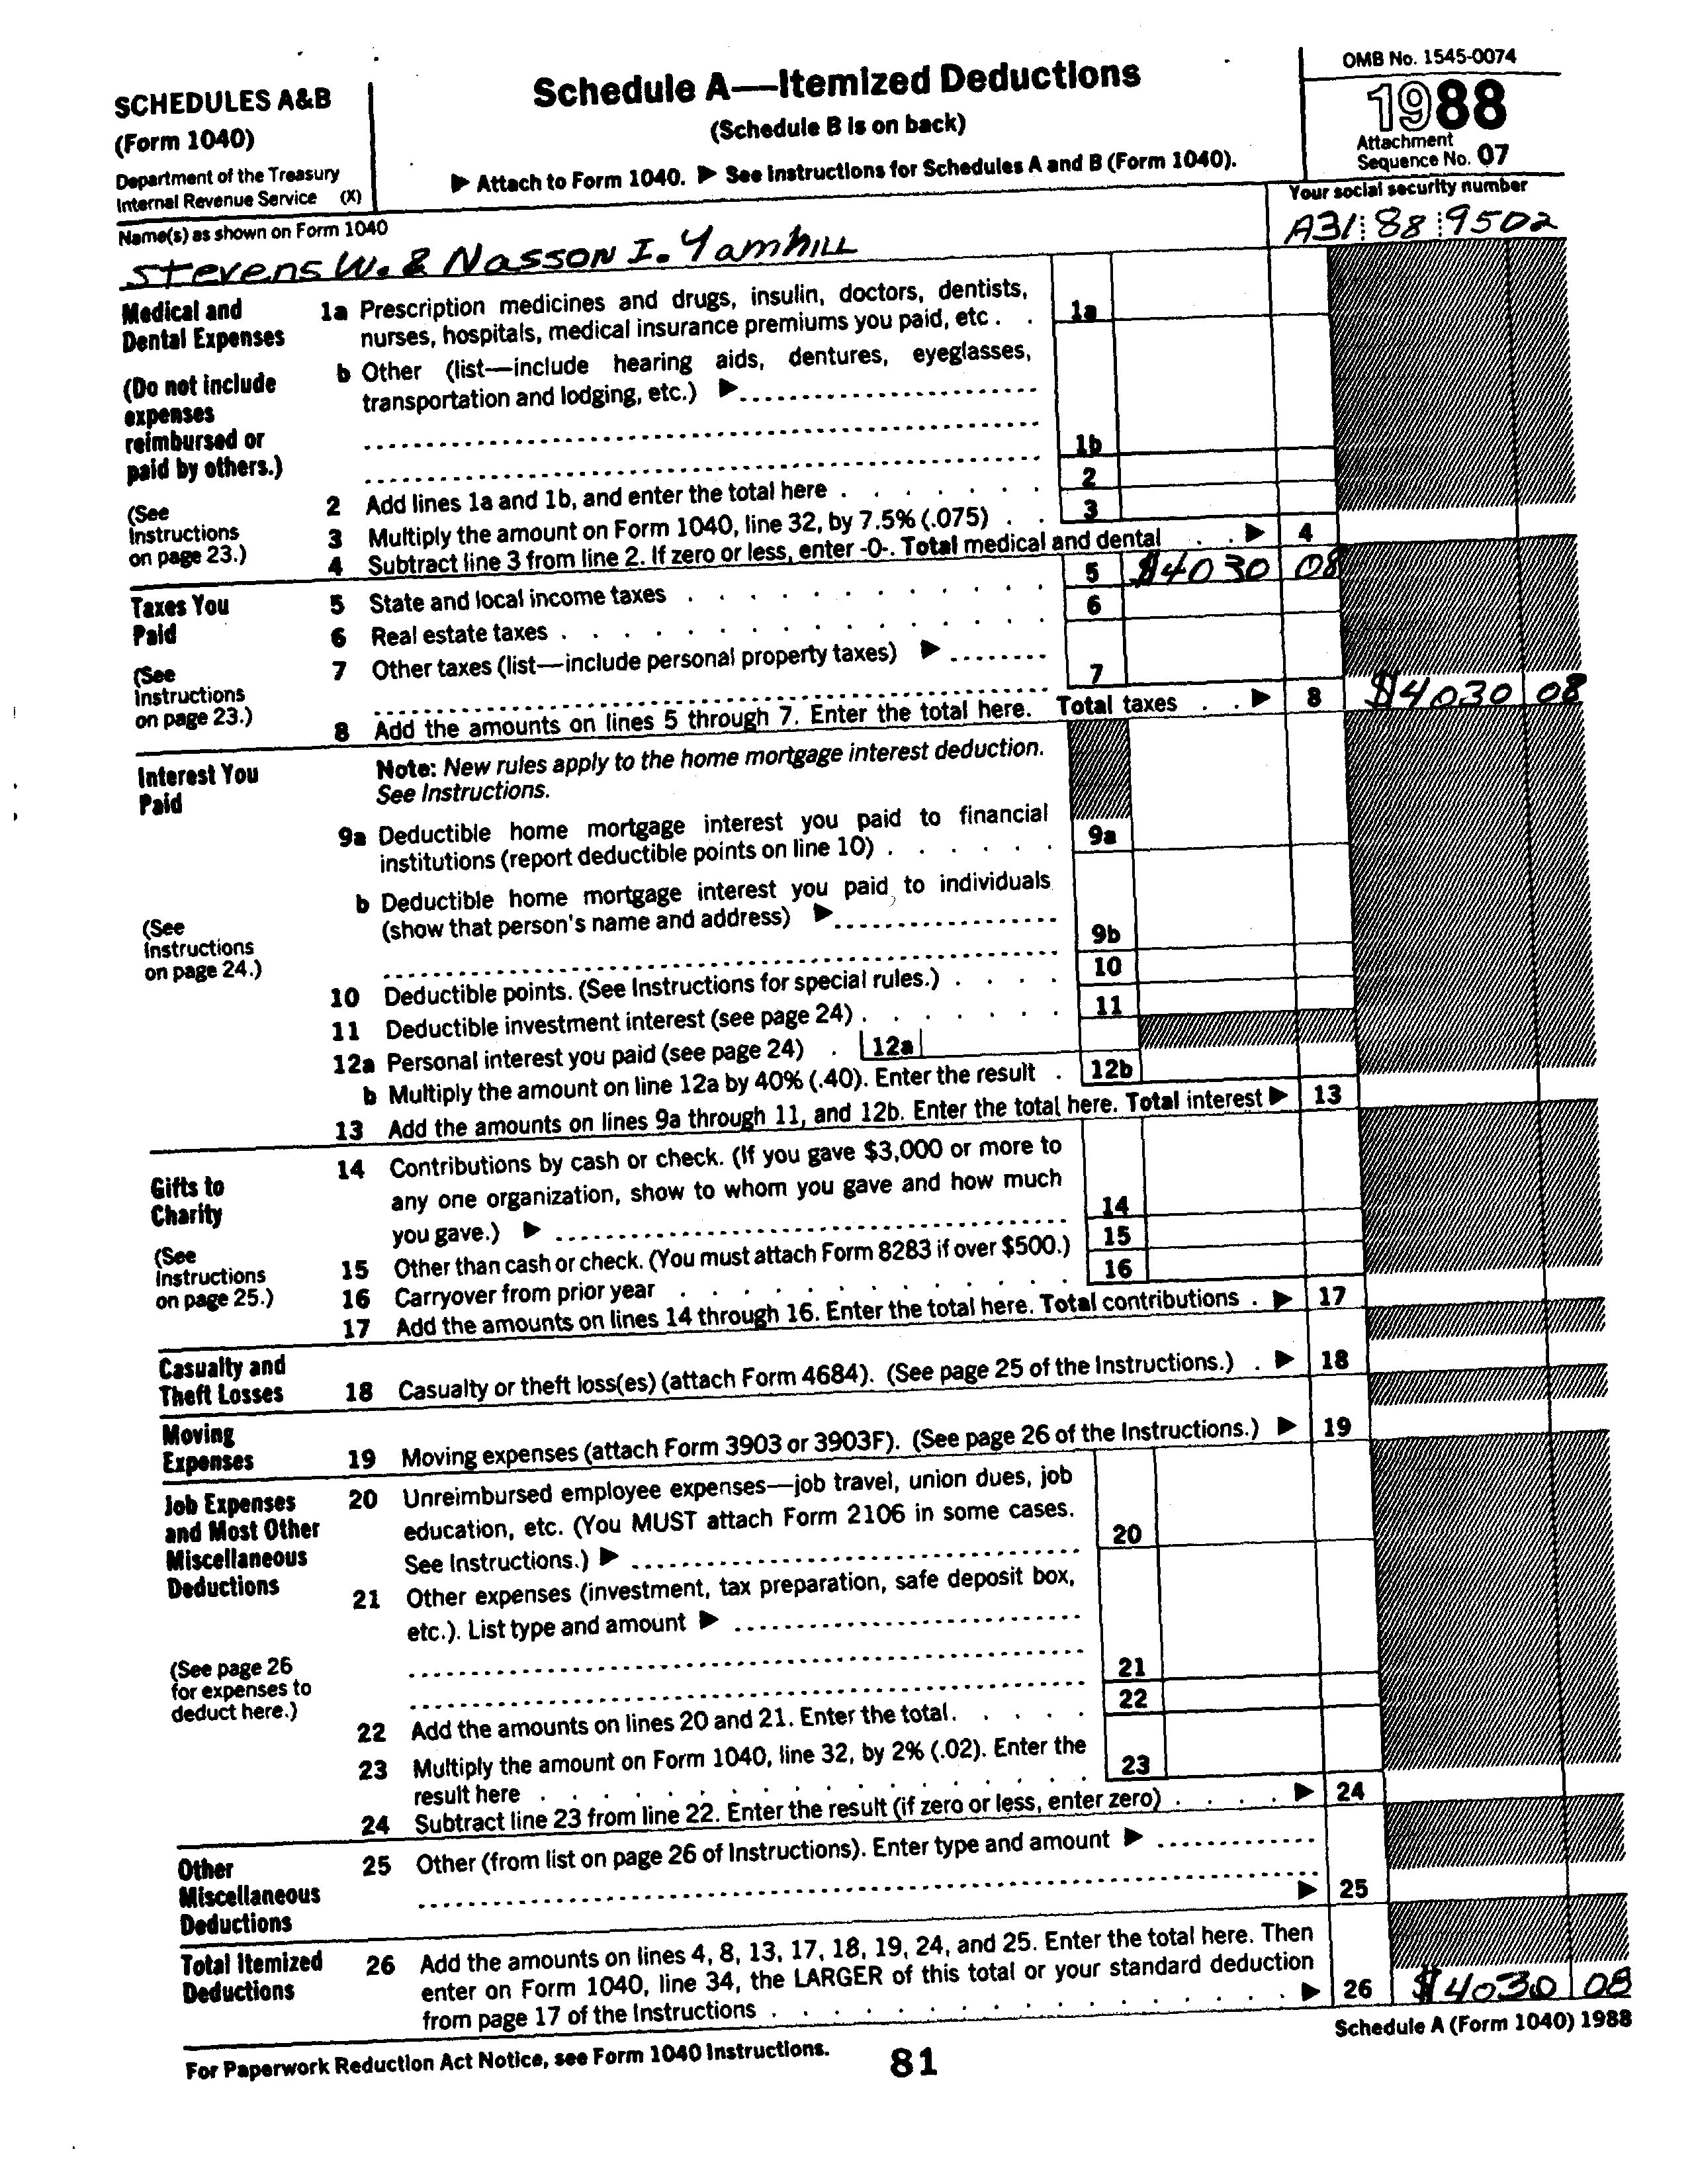 SCHEDULES A&B
(Form 1040)
Department of the Treasury
Internal Revenue Service (X)
Schedule A—Itemized Deductions
(Schedule B is on back)
▶ Attach to Form 1040. ▶ See Instructions for Schedules A and B (Form 1040).
OMB No. 1545-0074
1988
Attachment
Sequence No. 07
Name(s) as shown on Form 1040
Stevens W. & Nasson I. Yamhill
Your social security number
A31 88 9502
Medical and
Dental Expenses
(Do not include
expenses
reimbursed or
paid by others.)
(See
Instructions
on page 23.)
1a Prescription medicines and drugs, insulin, doctors, dentists,
nurses, hospitals, medical insurance premiums you paid, etc . . 1a
b Other (list—include hearing aids, dentures, eyeglasses,
transportation and lodging, etc.) ▶
1b
2 Add lines 1a and 1b, and enter the total here . . . . . . . 2
3 Multiply the amount on Form 1040, line 32, by 7.5% (.075) . . 3
4 Subtract line 3 from line 2. If zero or less, enter -0-. Total medical and dental . . ▶ 4
Taxes You
Paid
(See
Instructions
on page 23.)
5 State and local income taxes . . . . . . . . . . . . 5 $4030 08
6 Real estate taxes . . . . . . . . . . . . . . . . 6
7 Other taxes (list—include personal property taxes) ▶
7
8 Add the amounts on lines 5 through 7. Enter the total here. Total taxes . . ▶ 8 $4030 08
Interest You
Paid
(See
Instructions
on page 24.)
Note: New rules apply to the home mortgage interest deduction.
See Instructions.
9a Deductible home mortgage interest you paid to financial
institutions (report deductible points on line 10) . . . . . . 9a
b Deductible home mortgage interest you paid to individuals
(show that person's name and address) ▶
9b
10 Deductible points. (See Instructions for special rules.) . . . . 10
11 Deductible investment interest (see page 24) . . . . . . . 11
12a Personal interest you paid (see page 24) . 12a
b Multiply the amount on line 12a by 40% (.40). Enter the result . 12b
13 Add the amounts on lines 9a through 11, and 12b. Enter the total here. Total interest ▶ 13
Gifts to
Charity
(See
Instructions
on page 25.)
14 Contributions by cash or check. (If you gave $3,000 or more to
any one organization, show to whom you gave and how much
you gave.) ▶ 14
15 Other than cash or check. (You must attach Form 8283 if over $500.) 15
16 Carryover from prior year . . . . . . . . . . . . 16
17 Add the amounts on lines 14 through 16. Enter the total here. Total contributions . ▶ 17
Casualty and
Theft Losses
18 Casualty or theft loss(es) (attach Form 4684). (See page 25 of the Instructions.) . ▶ 18
Moving
Expenses
19 Moving expenses (attach Form 3903 or 3903F). (See page 26 of the Instructions.) ▶ 19
Job Expenses
and Most Other
Miscellaneous
Deductions
(See page 26
for expenses to
deduct here.)
20 Unreimbursed employee expenses—job travel, union dues, job
education, etc. (You MUST attach Form 2106 in some cases.
See Instructions.) ▶ 20
21 Other expenses (investment, tax preparation, safe deposit box,
etc.). List type and amount ▶
21
22 Add the amounts on lines 20 and 21. Enter the total. . . . . 22
23 Multiply the amount on Form 1040, line 32, by 2% (.02). Enter the
result here . . . . . . . . . . . . . . . . 23
24 Subtract line 23 from line 22. Enter the result (if zero or less, enter zero) . . . . ▶ 24
Other
Miscellaneous
Deductions
25 Other (from list on page 26 of Instructions). Enter type and amount ▶
▶ 25
Total Itemized
Deductions
26 Add the amounts on lines 4, 8, 13, 17, 18, 19, 24, and 25. Enter the total here. Then
enter on Form 1040, line 34, the LARGER of this total or your standard deduction
from page 17 of the Instructions . . . . . . . . . . . . . . . . ▶ 26 $4030 08
For Paperwork Reduction Act Notice, see Form 1040 Instructions.
81
Schedule A (Form 1040) 1988